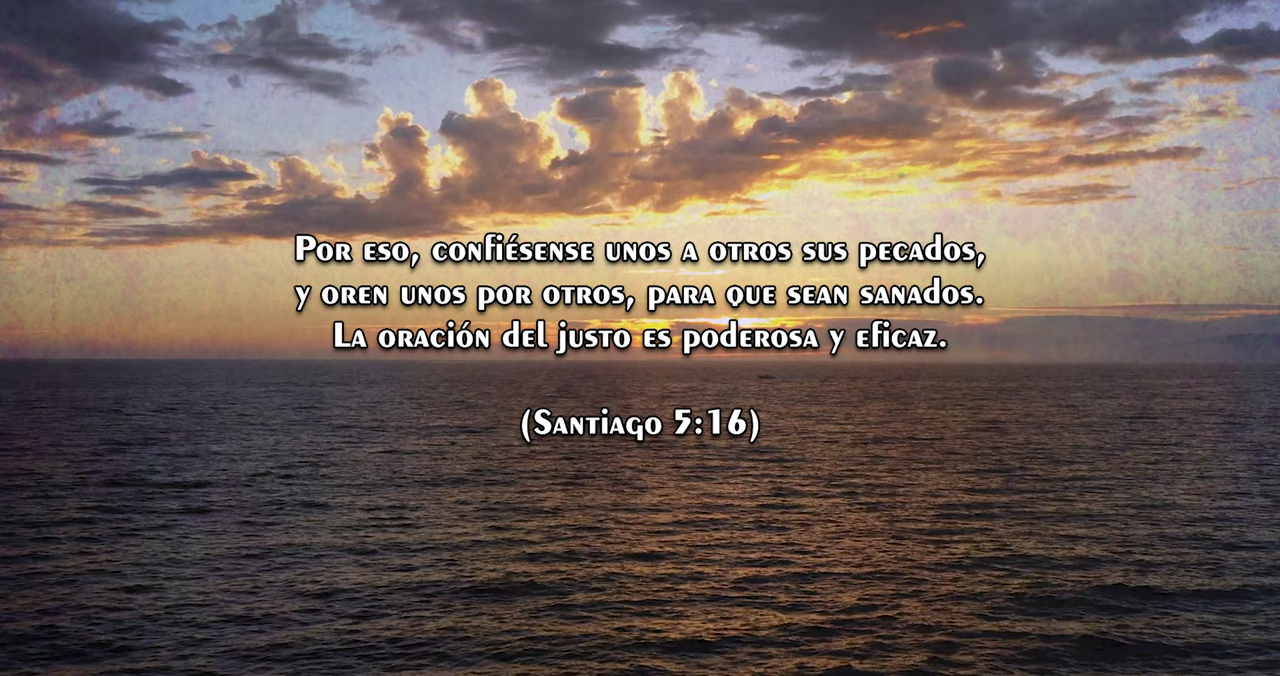 Por eso, confiésense unos a otros sus pecados,
y oren unos por otros, para que sean sanados.
La oración del justo es poderosa y eficaz.
(Santiago 5:16)